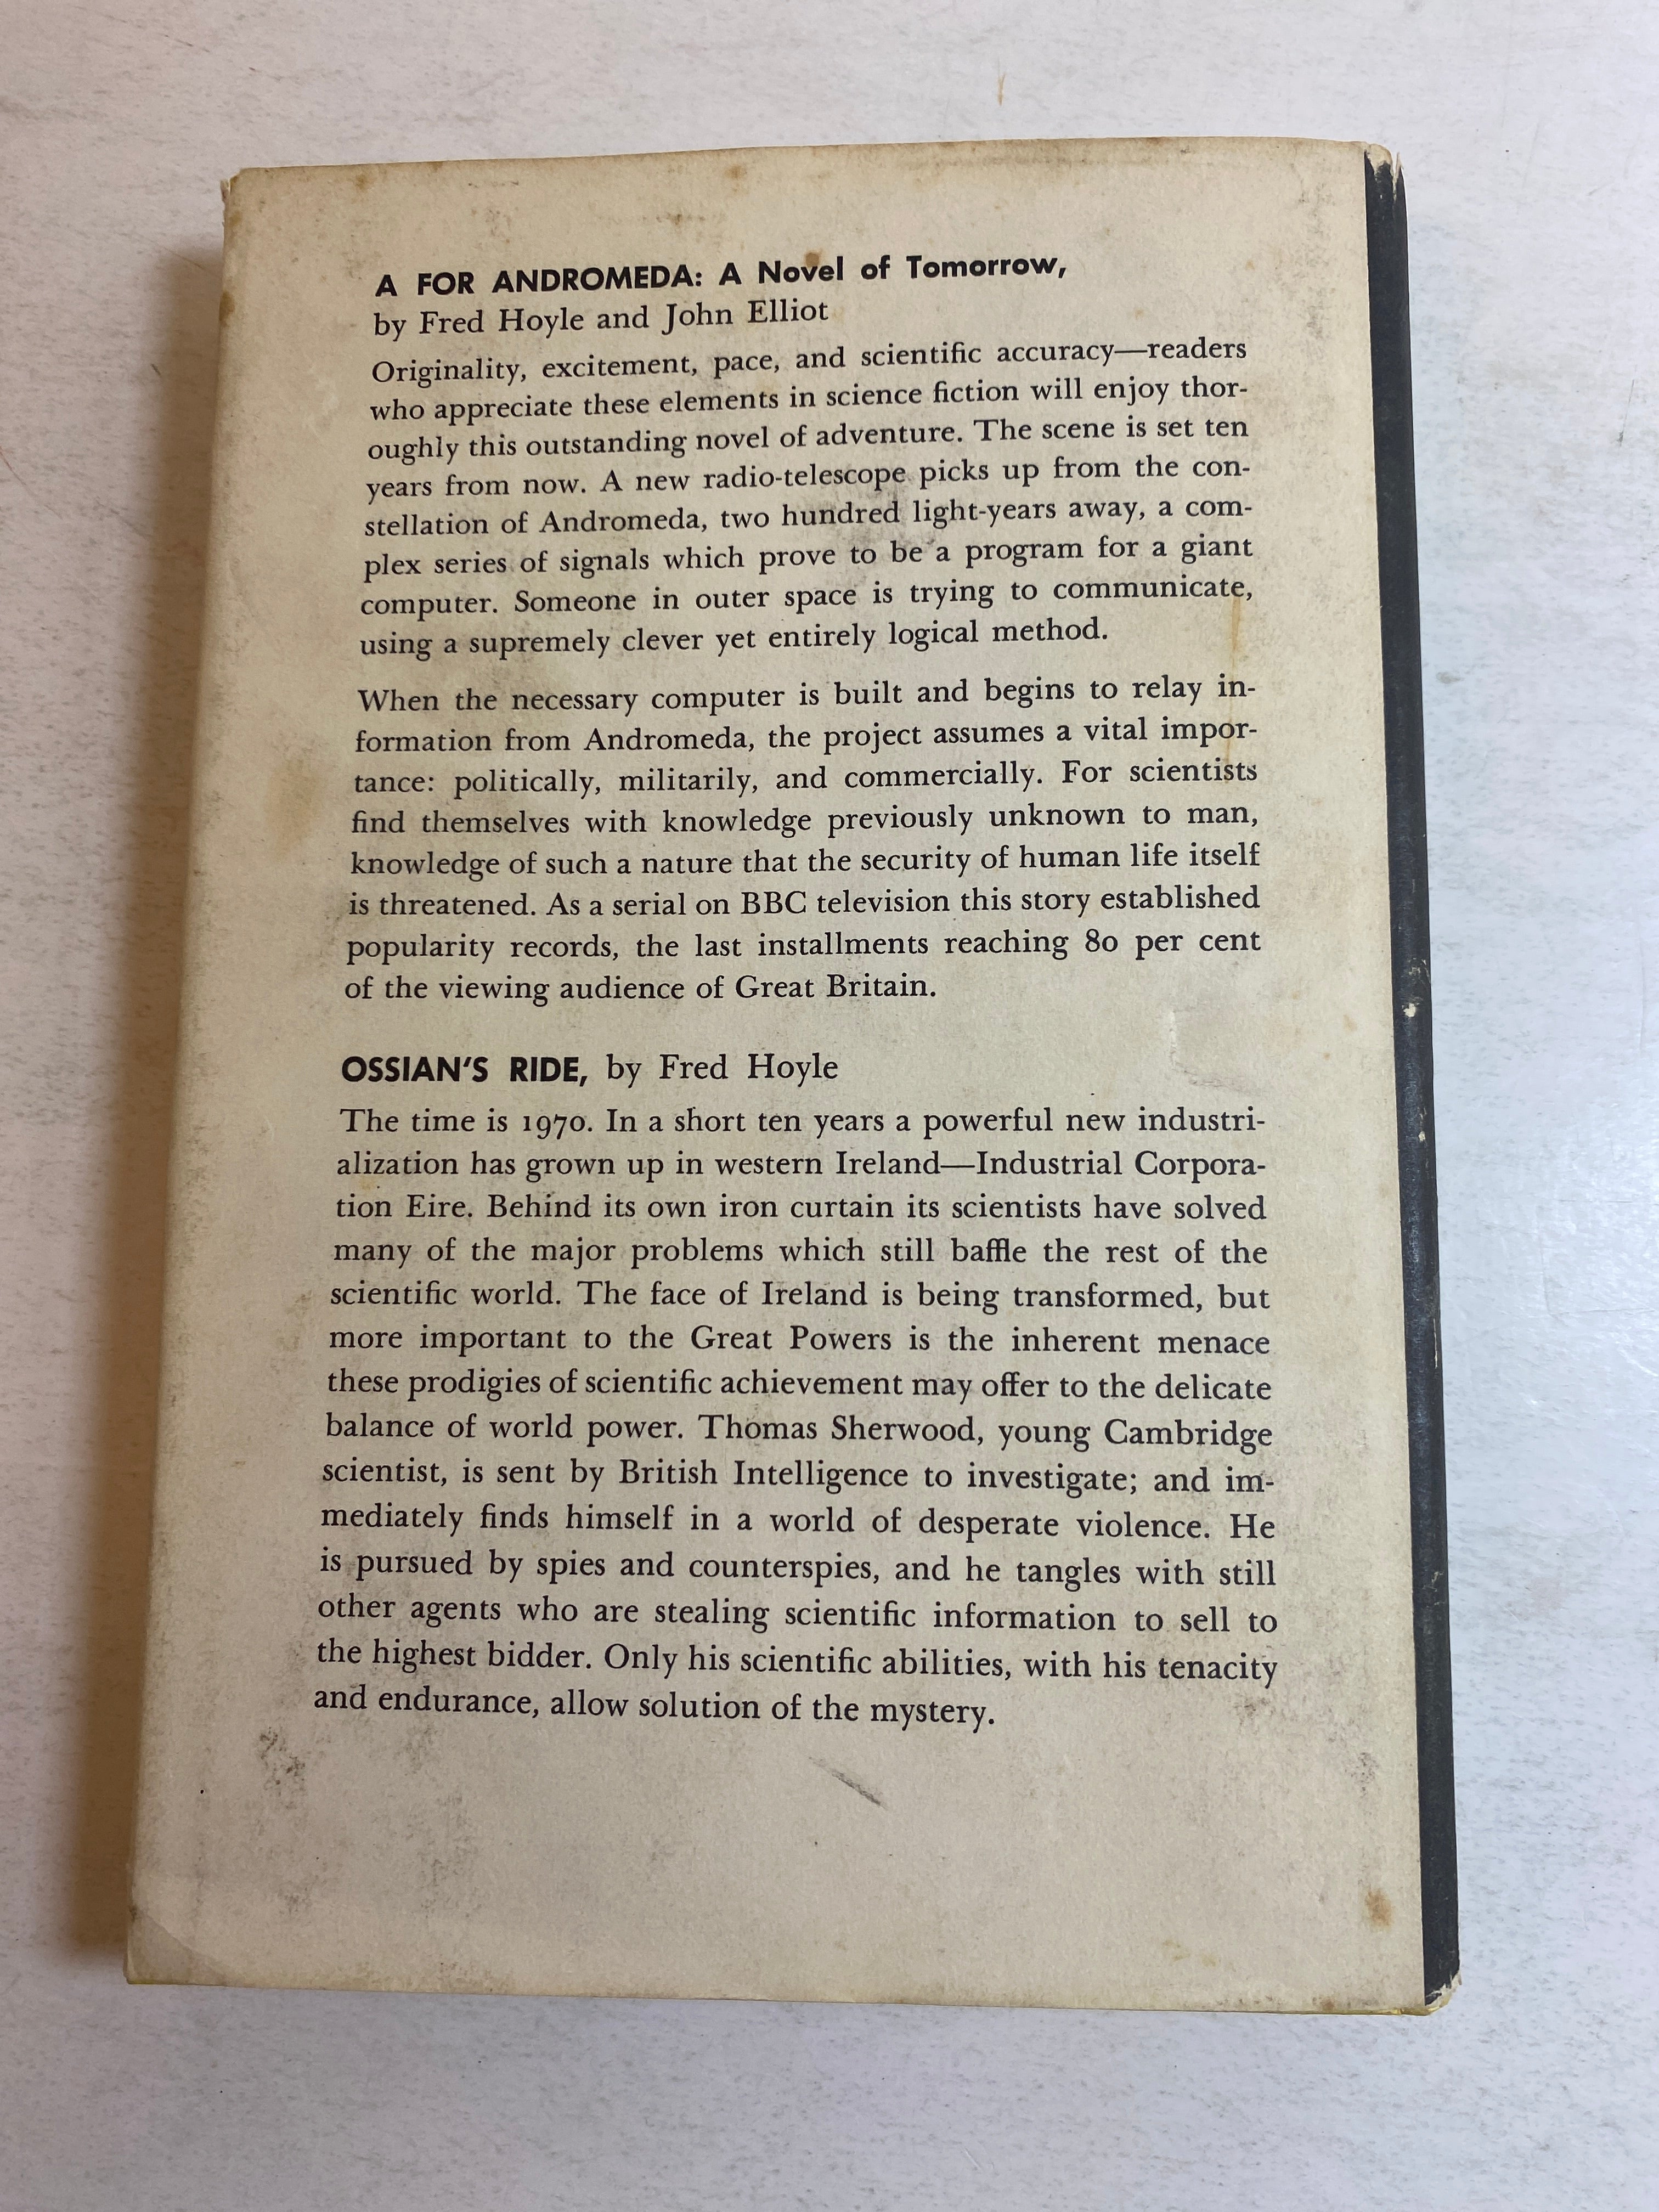 A FOR ANDROMEDA: A Novel of Tomorrow,
by Fred Hoyle and John Elliot
Originality, excitement, pace, and scientific accuracy—readers
who appreciate these elements in science fiction will enjoy thor-
oughly this outstanding novel of adventure. The scene is set ten
years from now. A new radio-telescope picks up from the con-
stellation of Andromeda, two hundred light-years away, a com-
plex series of signals which prove to be a program for a giant
computer. Someone in outer space is trying to communicate,
using a supremely clever yet entirely logical method.
When the necessary computer is built and begins to relay in-
formation from Andromeda, the project assumes a vital impor-
tance: politically, militarily, and commercially. For scientists
find themselves with knowledge previously unknown to man,
knowledge of such a nature that the security of human life itself
is threatened. As a serial on BBC television this story established
popularity records, the last installments reaching 80 per cent
of the viewing audience of Great Britain.
OSSIAN'S RIDE, by Fred Hoyle
The time is 1970. In a short ten years a powerful new industri-
alization has grown up in western Ireland—Industrial Corpora-
tion Eire. Behind its own iron curtain its scientists have solved
many of the major problems which still baffle the rest of the
scientific world. The face of Ireland is being transformed, but
more important to the Great Powers is the inherent menace
these prodigies of scientific achievement may offer to the delicate
balance of world power. Thomas Sherwood, young Cambridge
scientist, is sent by British Intelligence to investigate; and im-
mediately finds himself in a world of desperate violence. He
is pursued by spies and counterspies, and he tangles with still
other agents who are stealing scientific information to sell to
the highest bidder. Only his scientific abilities, with his tenacity
and endurance, allow solution of the mystery.